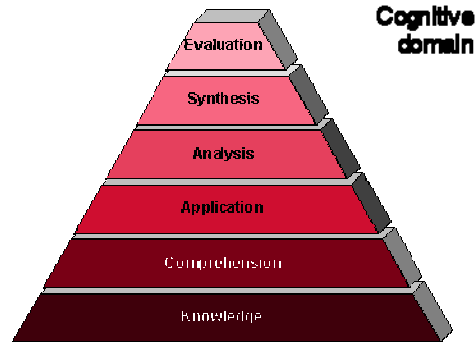 Cognitive
domain
Evaluation
Synthesis
Analysis
Application
Comprehension
Knowledge